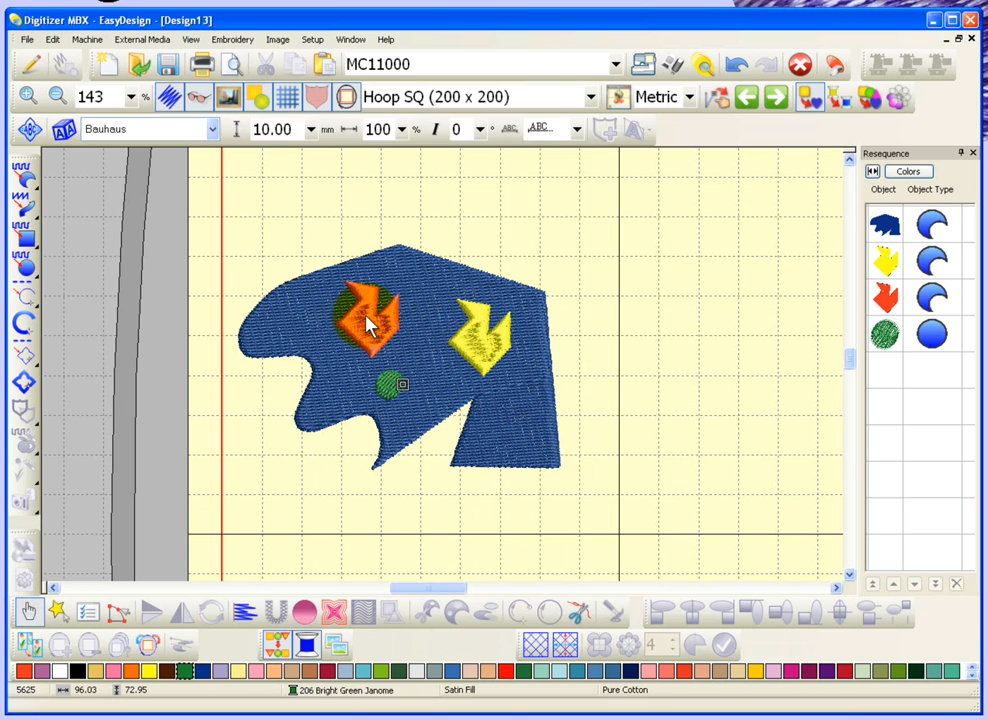 Digitizer MBX - EasyDesign - [Design13]
File Edit Machine External Media View Embroidery Image Setup Window Help
MC11000
143 % Hoop SQ (200 x 200) Metric
Bauhaus 10.00 mm 100 % I 0 ° ABC ABC...
Resequence
Colors
Object Object Type
4
5625 96.03 72.95 206 Bright Green Janome Satin Fill Pure Cotton